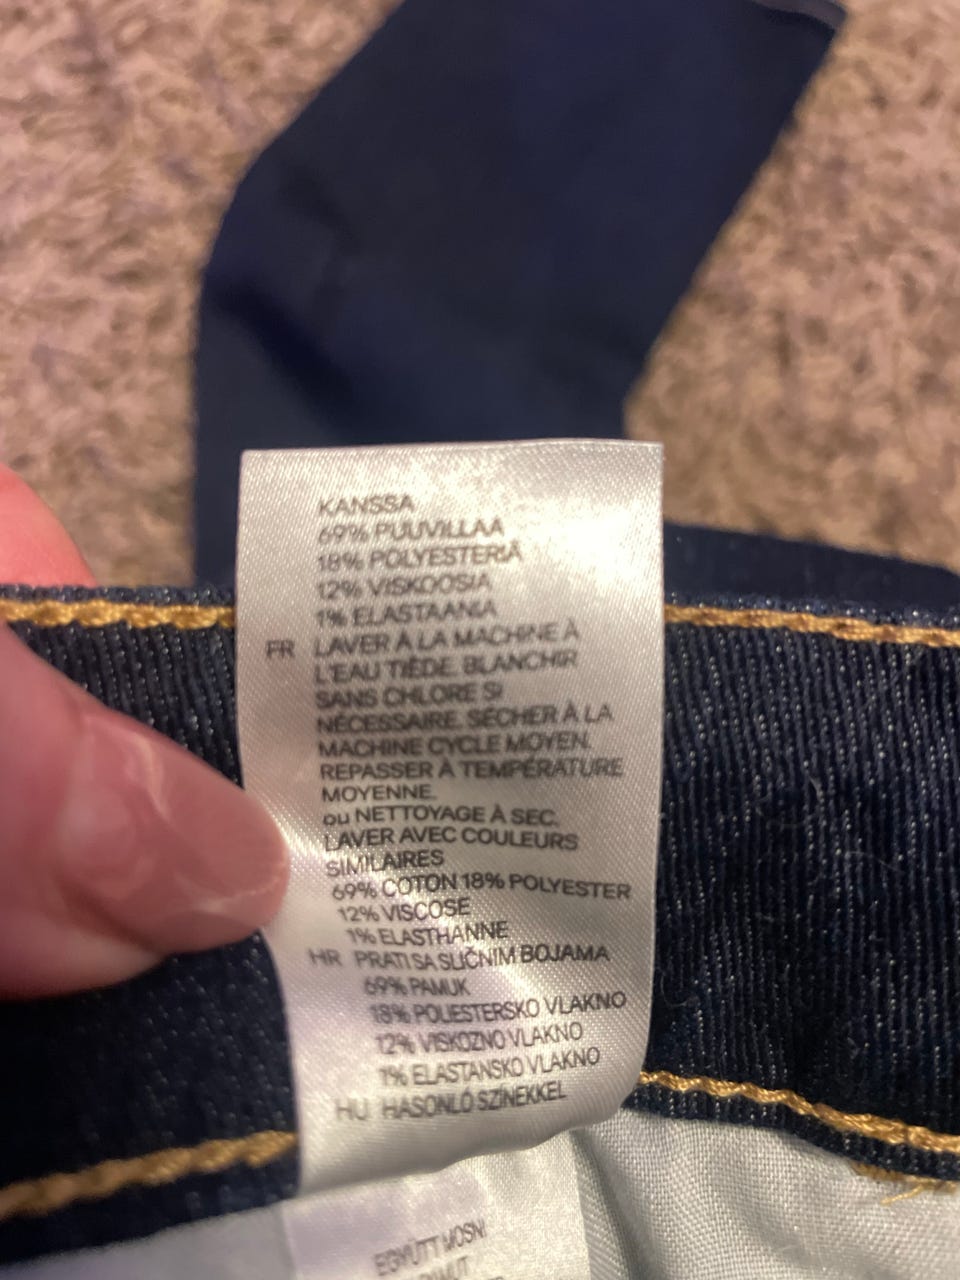 KANSSA
69% PUUVILLAA
18% POLYESTERIÄ
12% VISKOOSIA
1% ELASTAANIA
FR LAVER À LA MACHINE À
L'EAU TIÈDE. BLANCHIR
SANS CHLORE SI
NÉCESSAIRE. SÉCHER À LA
MACHINE CYCLE MOYEN.
REPASSER À TEMPÉRATURE
MOYENNE.
ou NETTOYAGE À SEC.
LAVER AVEC COULEURS
SIMILAIRES
69% COTON 18% POLYESTER
12% VISCOSE
1% ELASTHANNE
HR PRATI SA SLIČNIM BOJAMA
69% PAMUK
18% POLIESTERSKO VLAKNO
12% VISKOZNO VLAKNO
1% ELASTANSKO VLAKNO
HU HASONLÓ SZÍNEKKEL
EGYÜTT MOSNI